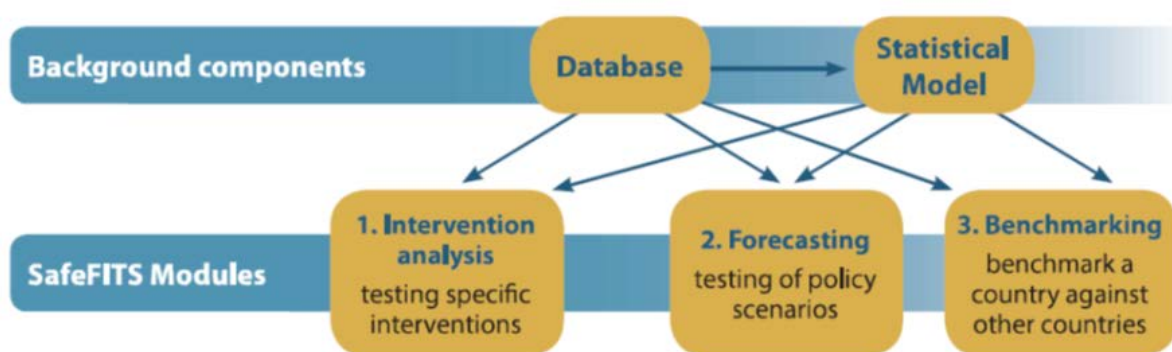 Background components
Database
Statistical
Model
SafeFITS Modules
1. Intervention
analysis
testing specific
interventions
2. Forecasting
testing of policy
scenarios
3. Benchmarking
benchmark a
country against
other countries